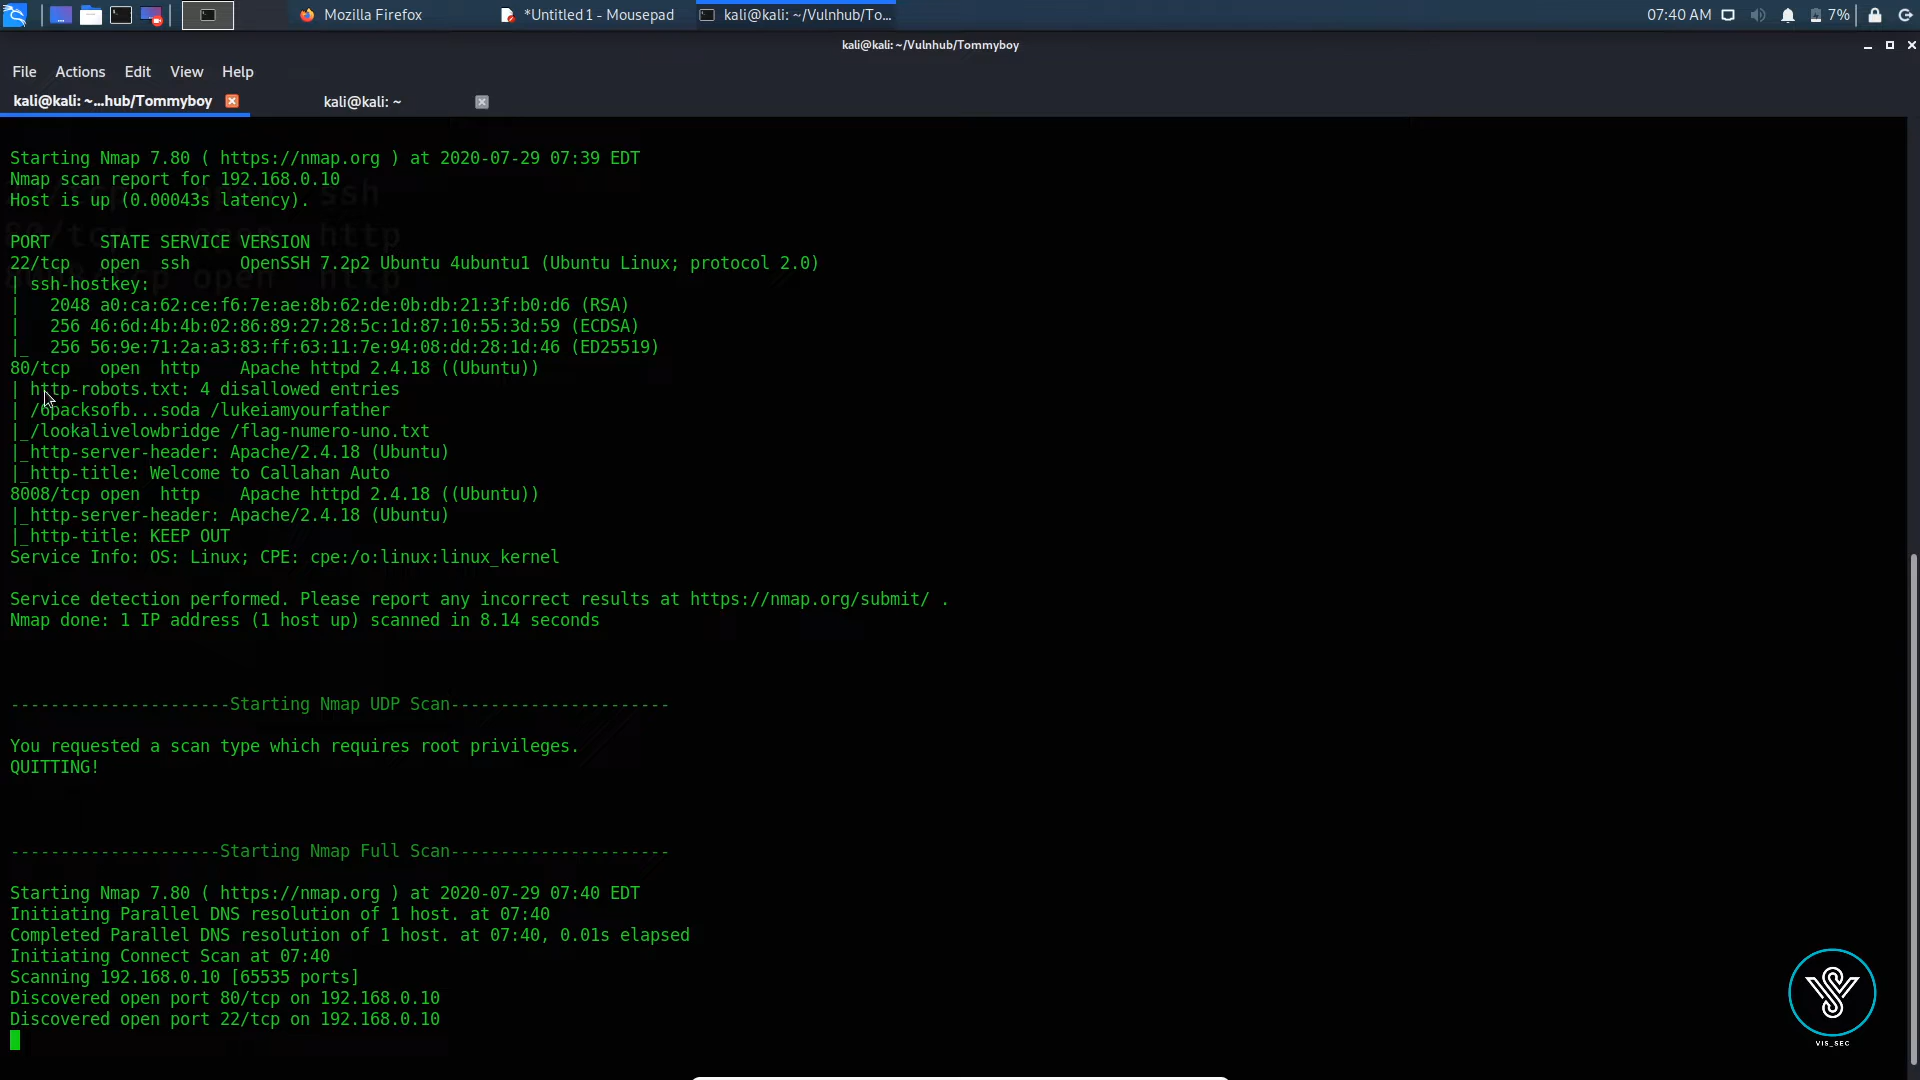 Mozilla Firefox
*Untitled 1 - Mousepad
kali@kali: ~/Vulnhub/To...
07:40 AM
7%
kali@kali: ~/Vulnhub/Tommyboy
File Actions Edit View Help
kali@kali: ~...hub/Tommyboy
kali@kali: ~
Starting Nmap 7.80 ( https://nmap.org ) at 2020-07-29 07:39 EDT
Nmap scan report for 192.168.0.10
Host is up (0.00043s latency).
PORT     STATE SERVICE VERSION
22/tcp   open  ssh     OpenSSH 7.2p2 Ubuntu 4ubuntu1 (Ubuntu Linux; protocol 2.0)
| ssh-hostkey:
|   2048 a0:ca:62:ce:f6:7e:ae:8b:62:de:0b:db:21:3f:b0:d6 (RSA)
|   256 46:6d:4b:4b:02:86:89:27:28:5c:1d:87:10:55:3d:59 (ECDSA)
|_  256 56:9e:71:2a:a3:83:ff:63:11:7e:94:08:dd:28:1d:46 (ED25519)
80/tcp   open  http    Apache httpd 2.4.18 ((Ubuntu))
| http-robots.txt: 4 disallowed entries
| /6packsofb...soda /lukeiamyourfather
|_/lookalivelowbridge /flag-numero-uno.txt
|_http-server-header: Apache/2.4.18 (Ubuntu)
|_http-title: Welcome to Callahan Auto
8008/tcp open  http    Apache httpd 2.4.18 ((Ubuntu))
|_http-server-header: Apache/2.4.18 (Ubuntu)
|_http-title: KEEP OUT
Service Info: OS: Linux; CPE: cpe:/o:linux:linux_kernel
Service detection performed. Please report any incorrect results at https://nmap.org/submit/ .
Nmap done: 1 IP address (1 host up) scanned in 8.14 seconds
----------------------Starting Nmap UDP Scan----------------------
You requested a scan type which requires root privileges.
QUITTING!
---------------------Starting Nmap Full Scan----------------------
Starting Nmap 7.80 ( https://nmap.org ) at 2020-07-29 07:40 EDT
Initiating Parallel DNS resolution of 1 host. at 07:40
Completed Parallel DNS resolution of 1 host. at 07:40, 0.01s elapsed
Initiating Connect Scan at 07:40
Scanning 192.168.0.10 [65535 ports]
Discovered open port 80/tcp on 192.168.0.10
Discovered open port 22/tcp on 192.168.0.10
VIS_SEC